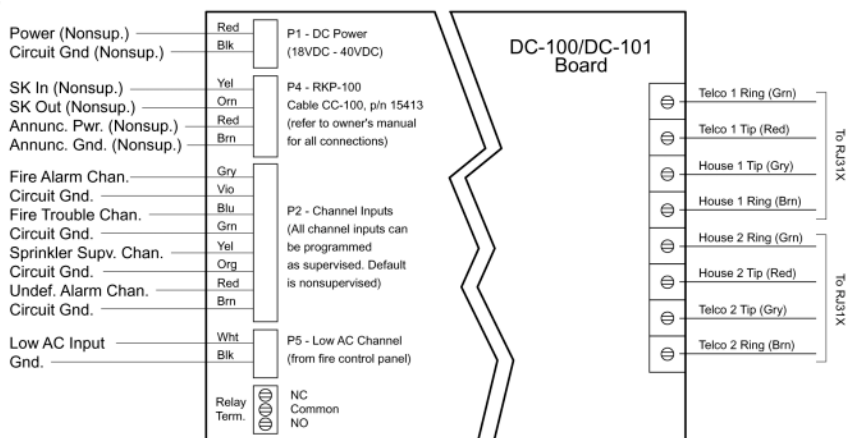 Power (Nonsup.)
Red
P1 - DC Power
Circuit Gnd (Nonsup.)
Blk
(18VDC - 40VDC)
DC-100/DC-101
Board
SK In (Nonsup.)
Yel
P4 - RKP-100
SK Out (Nonsup.)
Orn
Cable CC-100, p/n 15413
Annunc. Pwr. (Nonsup.)
Red
(refer to owner's manual
Annunc. Gnd. (Nonsup.)
Brn
for all connections)
Fire Alarm Chan.
Gry
Circuit Gnd.
Vio
Fire Trouble Chan.
Blu
P2 - Channel Inputs
Circuit Gnd.
Grn
(All channel inputs can
Sprinkler Supv. Chan.
Yel
be programmed
Circuit Gnd.
Org
as supervised. Default
Undef. Alarm Chan.
Red
is nonsupervised)
Circuit Gnd.
Brn
Low AC Input
Wht
P5 - Low AC Channel
Gnd.
Blk
(from fire control panel)
Relay
Term.
NC
Common
NO
Telco 1 Ring (Grn)
Telco 1 Tip (Red)
House 1 Tip (Gry)
House 1 Ring (Brn)
To RJ31X
House 2 Ring (Grn)
House 2 Tip (Red)
Telco 2 Tip (Gry)
Telco 2 Ring (Brn)
To RJ31X